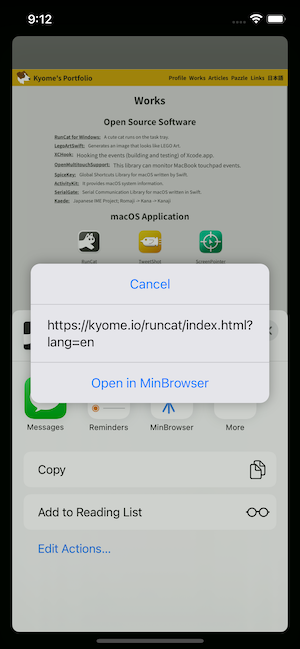 9:12
Kyome's Portfolio
Profile Works Articles Pazzle Links 日本語
Works
Open Source Software
RunCat for Windows: A cute cat runs on the task tray.
LegoArtSwift: Generates an image that looks like LEGO Art.
XCHook: Hooking the events (building and testing) of Xcode.app.
OpenMultitouchSupport: This library can monitor MacBook touchpad events.
SpiceKey: Global Shortcuts Library for macOS written by Swift.
ActivityKit: It provides macOS system information.
SerialGate: Serial Communication Library for macOS written in Swift.
Kaede: Japanese IME Project; Romaji -> Kana -> Kanaji
macOS Application
RunCat TweetShot ScreenPointer
Cancel
https://kyome.io/runcat/index.html?
lang=en
Open in MinBrowser
Messages Reminders MinBrowser More
Copy
Add to Reading List
Edit Actions...